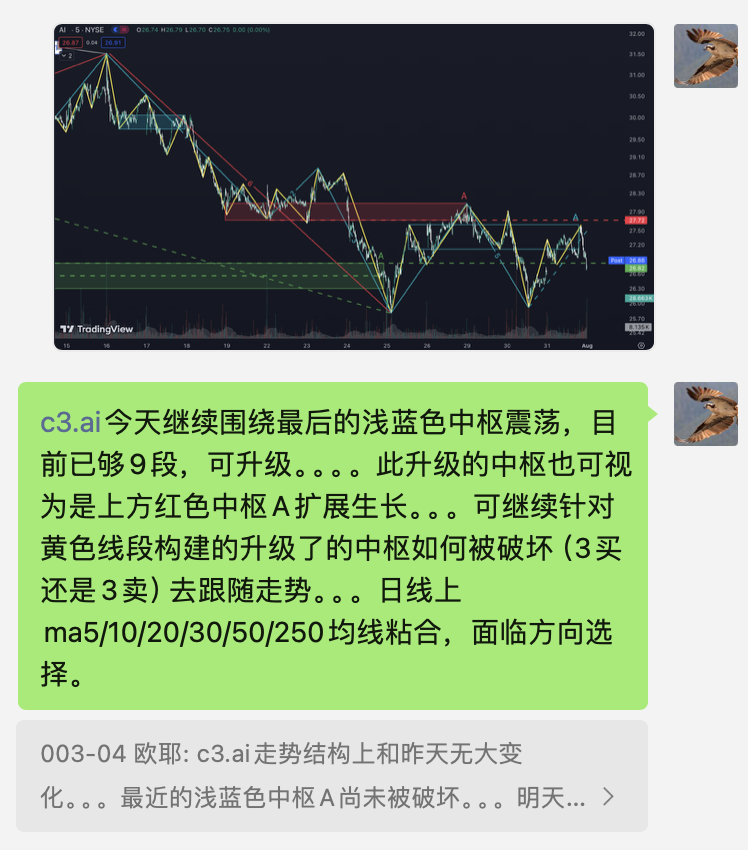 AI · 5 · NYSE
O26.74 H26.79 L26.70 C26.75 0.00 (0.00%)
26.87 0.04 26.91
2
32.00
31.50
31.00
30.50
30.00
29.50
29.10
28.70
28.30
27.90
27.72
27.50
27.20
Post 26.88
26.82
26.30
25.70
8.135K
A
A
A
TradingView
15 16 17 18 19 22 23 24 25 26 29 30 31 Aug
c3.ai今天继续围绕最后的浅蓝色中枢震荡，目
前已够9段，可升级。。。。此升级的中枢也可视
为是上方红色中枢A扩展生长。。。可继续针对
黄色线段构建的升级了的中枢如何被破坏（3买
还是3卖）去跟随走势。。。日线上
ma5/10/20/30/50/250均线粘合，面临方向选
择。
003-04 欧耶: c3.ai走势结构上和昨天无大变
化。。。最近的浅蓝色中枢A尚未被破坏。。。明天...